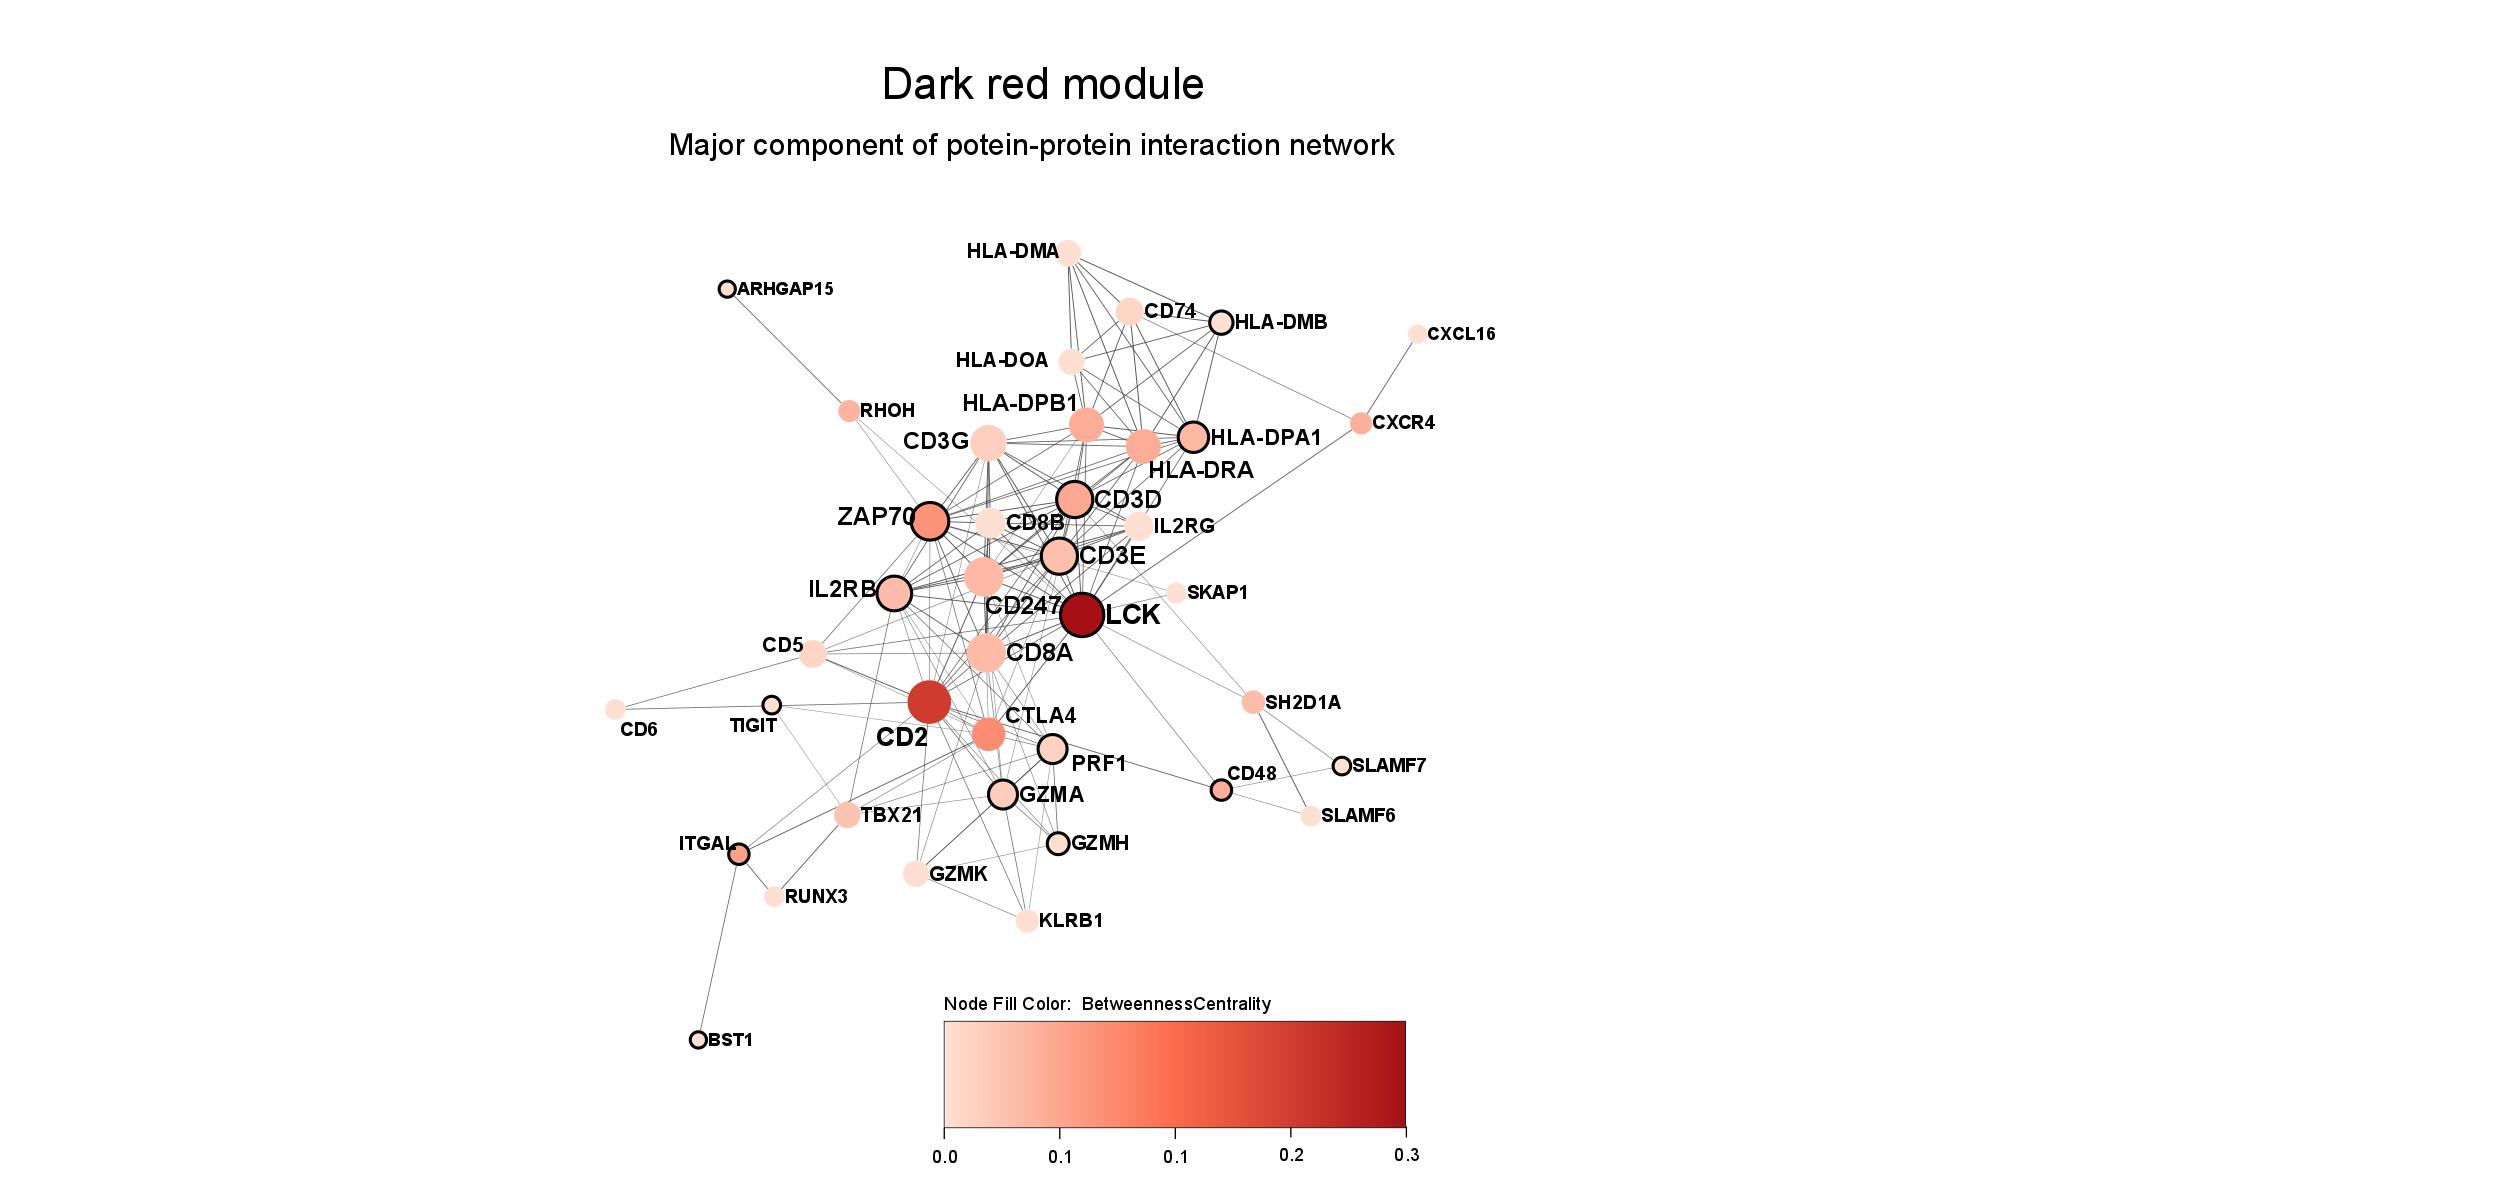 Dark red module
Major component of potein-protein interaction network
HLA-DMA
ARHGAP15
CD74
HLA-DMB
CXCL16
HLA-DOA
HLA-DPB1
RHOH
CXCR4
CD3G
HLA-DPA1
HLA-DRA
CD3D
ZAP70
CD8B
IL2RG
CD3E
IL2RB
SKAP1
CD247
LCK
CD5
CD8A
SH2D1A
TIGIT
CD6
CTLA4
CD2
PRF1
SLAMF7
CD48
GZMA
TBX21
SLAMF6
ITGAL
GZMH
GZMK
RUNX3
KLRB1
BST1
Node Fill Color: BetweennessCentrality
0.0 0.1 0.1 0.2 0.3